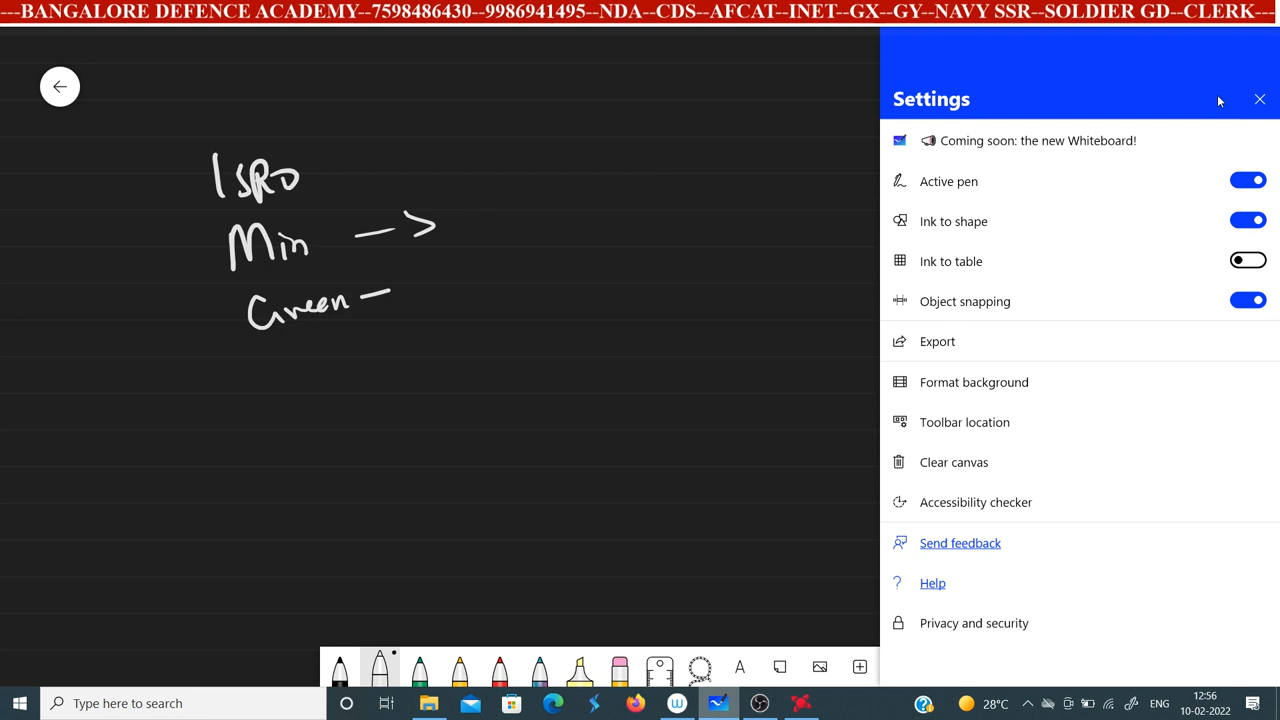 ---BANGALORE DEFENCE ACADEMY--7598486430--9986941495--NDA--CDS--AFCAT--INET--GX--GY--NAVY SSR--SOLDIER GD--CLERK---
ISRO
Min →
Green –
Settings
Coming soon: the new Whiteboard!
Active pen
Ink to shape
Ink to table
Object snapping
Export
Format background
Toolbar location
Clear canvas
Accessibility checker
Send feedback
Help
Privacy and security
Type here to search
28°C
ENG
12:56
10-02-2022